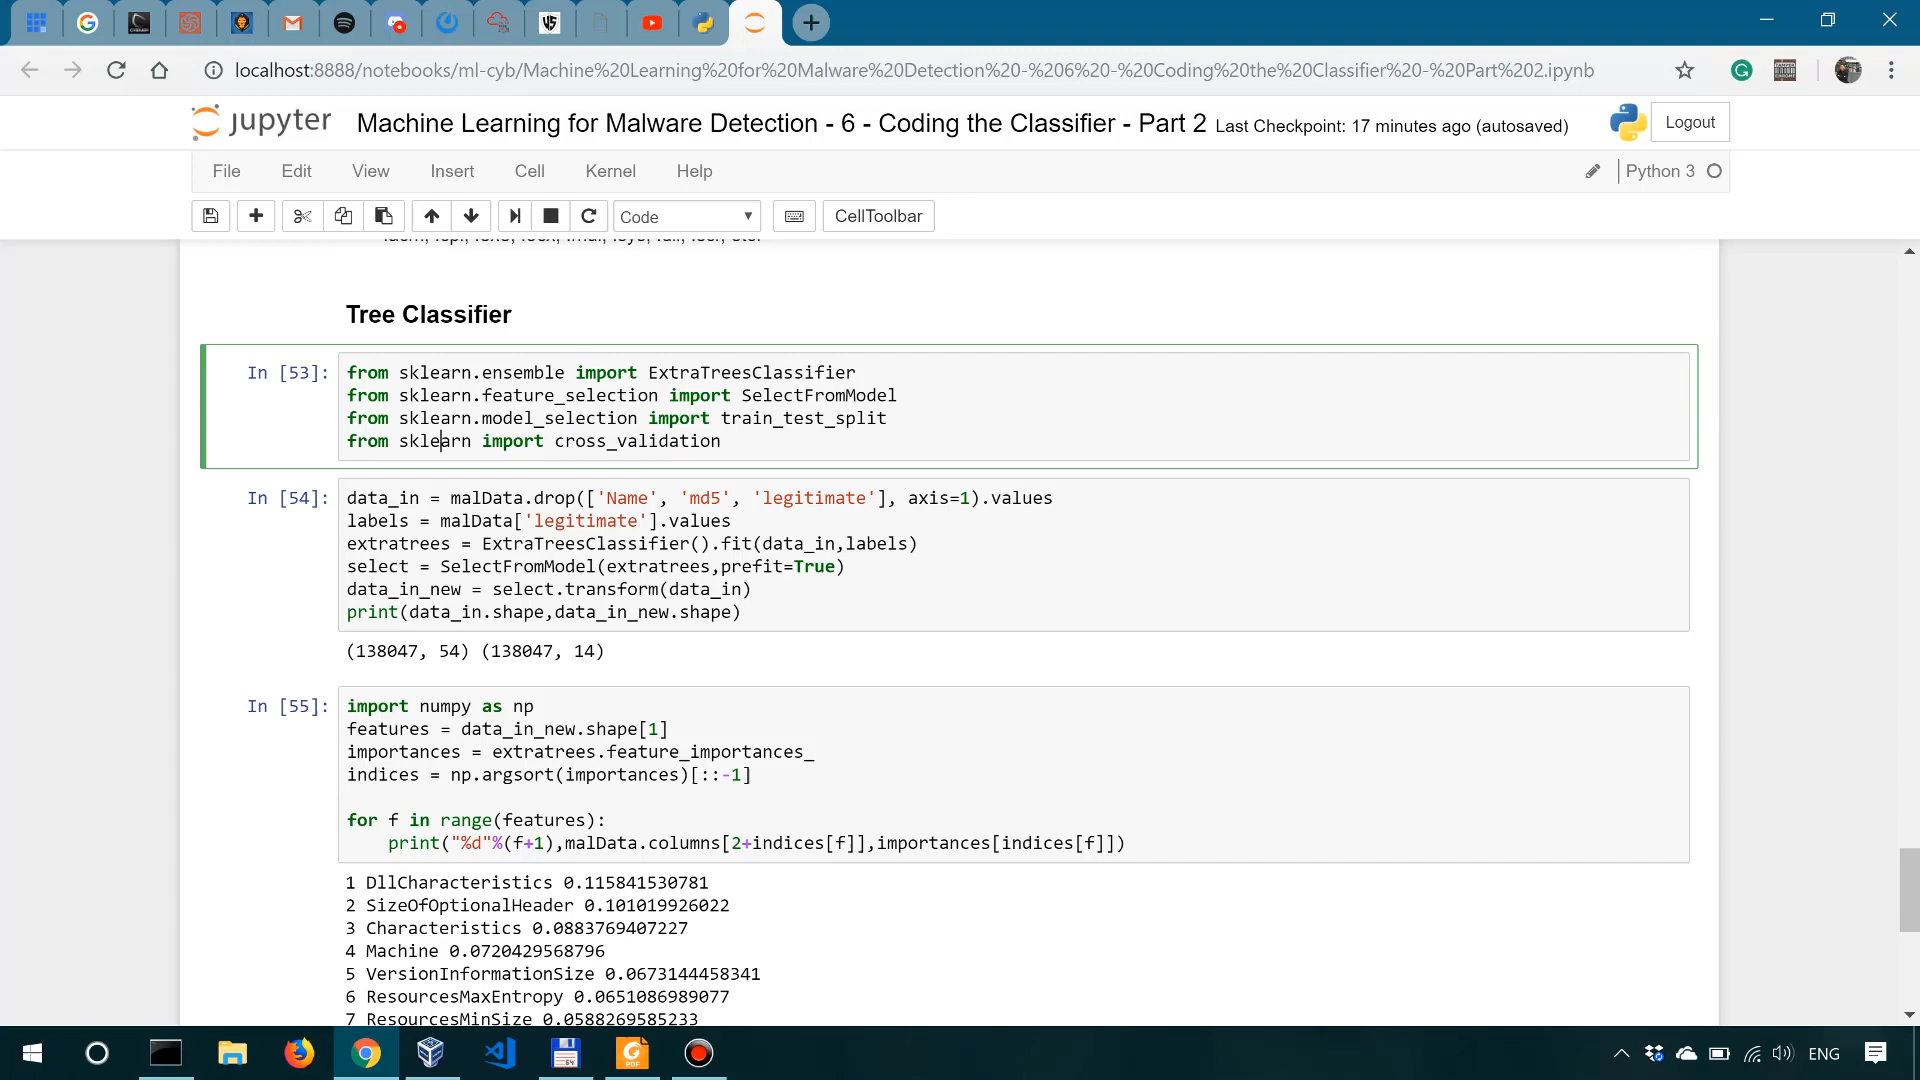 localhost:8888/notebooks/ml-cyb/Machine%20Learning%20for%20Malware%20Detection%20-%206%20-%20Coding%20the%20Classifier%20-%20Part%202.ipynb
jupyter Machine Learning for Malware Detection - 6 - Coding the Classifier - Part 2 Last Checkpoint: 17 minutes ago (autosaved) Logout
File Edit View Insert Cell Kernel Help Python 3
Code CellToolbar
Tree Classifier
In [53]: from sklearn.ensemble import ExtraTreesClassifier
from sklearn.feature_selection import SelectFromModel
from sklearn.model_selection import train_test_split
from sklearn import cross_validation
In [54]: data_in = malData.drop(['Name', 'md5', 'legitimate'], axis=1).values
labels = malData['legitimate'].values
extratrees = ExtraTreesClassifier().fit(data_in,labels)
select = SelectFromModel(extratrees,prefit=True)
data_in_new = select.transform(data_in)
print(data_in.shape,data_in_new.shape)
(138047, 54) (138047, 14)
In [55]: import numpy as np
features = data_in_new.shape[1]
importances = extratrees.feature_importances_
indices = np.argsort(importances)[::-1]
for f in range(features):
print("%d"%(f+1),malData.columns[2+indices[f]],importances[indices[f]])
1 DllCharacteristics 0.115841530781
2 SizeOfOptionalHeader 0.101019926022
3 Characteristics 0.0883769407227
4 Machine 0.0720429568796
5 VersionInformationSize 0.0673144458341
6 ResourcesMaxEntropy 0.0651086989077
7 ResourcesMinSize 0.0588269585233
ENG